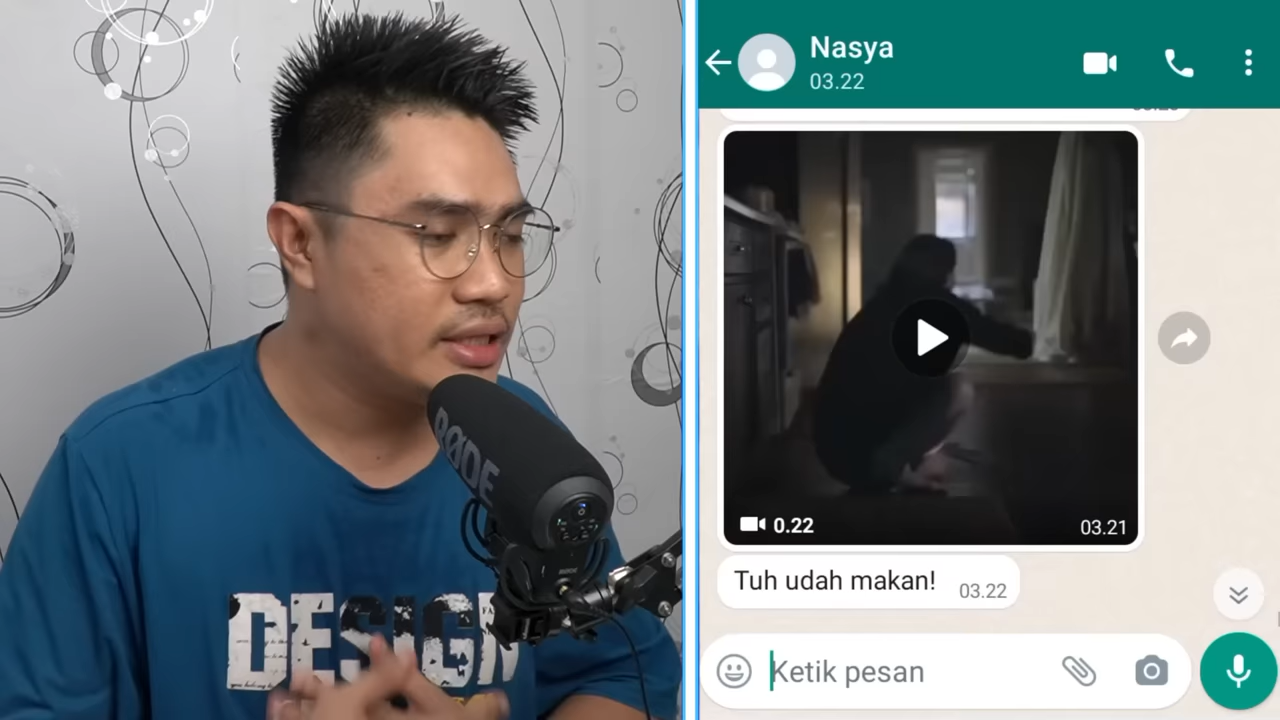 RØDE
DESIGN
Nasya
03.22
0.22
03.21
Tuh udah makan!
03.22
Ketik pesan